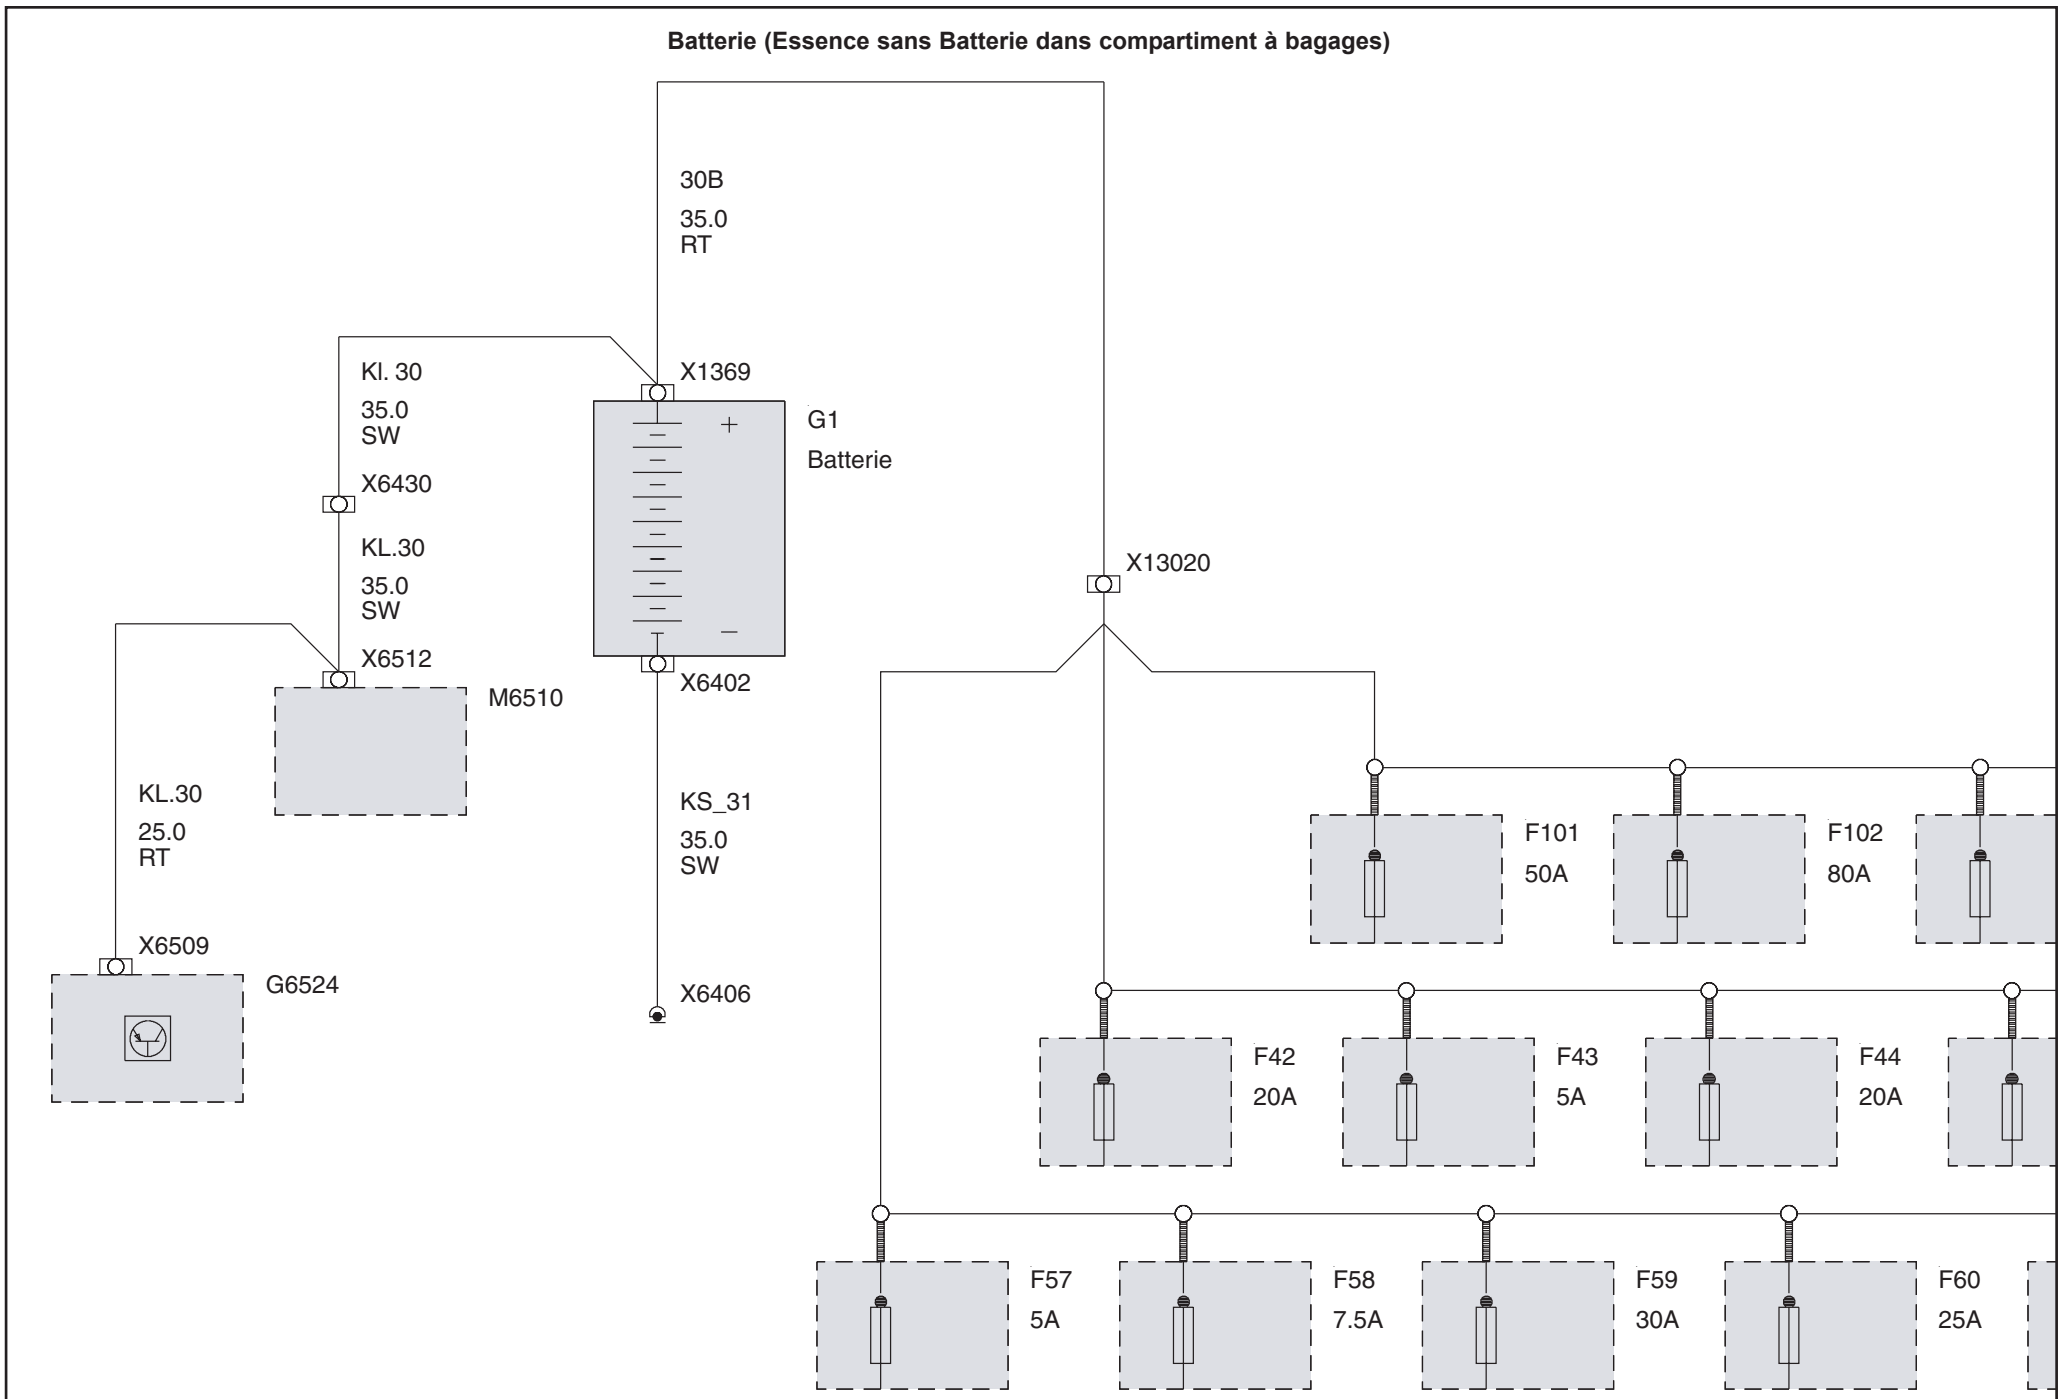 Batterie (Essence sans Batterie dans compartiment à bagages)
30B
35.0
RT
Kl. 30
35.0
SW
X1369
G1
+
Batterie
X6430
KL.30
35.0
SW
X13020
X6512
–
X6402
M6510
KL.30
25.0
RT
KS_31
35.0
SW
F101
50A
F102
80A
X6509
G6524
X6406
F42
20A
F43
5A
F44
20A
F57
5A
F58
7.5A
F59
30A
F60
25A